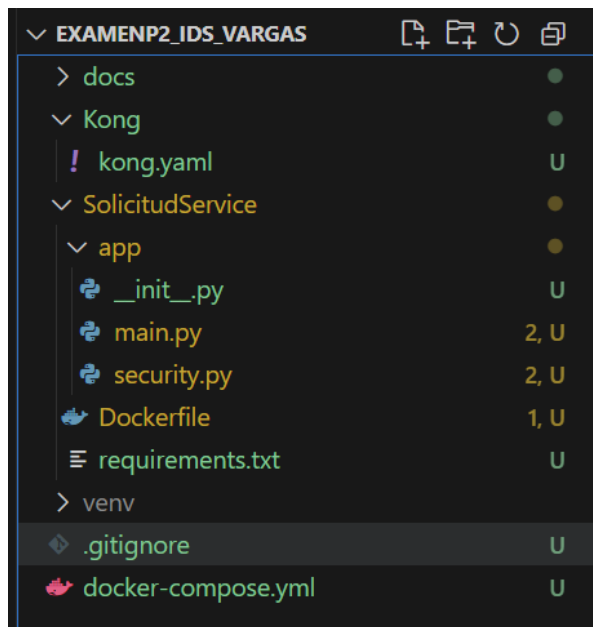 EXAMENP2_IDS_VARGAS
docs
Kong
! kong.yaml U
SolicitudService
app
__init__.py U
main.py 2, U
security.py 2, U
Dockerfile 1, U
requirements.txt U
venv
.gitignore U
docker-compose.yml U